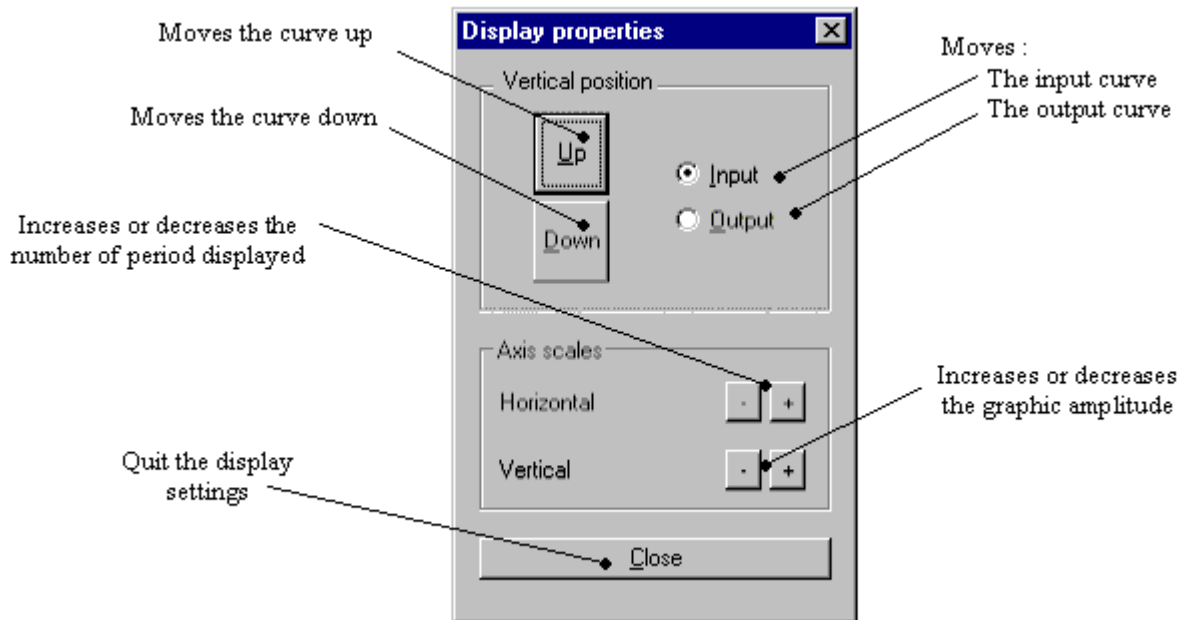 Moves the curve up
Moves the curve down
Increases or decreases the
number of period displayed
Quit the display
settings
Display properties
Vertical position
Up
Down
Input
Output
Axis scales
Horizontal
- +
Vertical
- +
Close
Moves :
The input curve
The output curve
Increases or decreases
the graphic amplitude